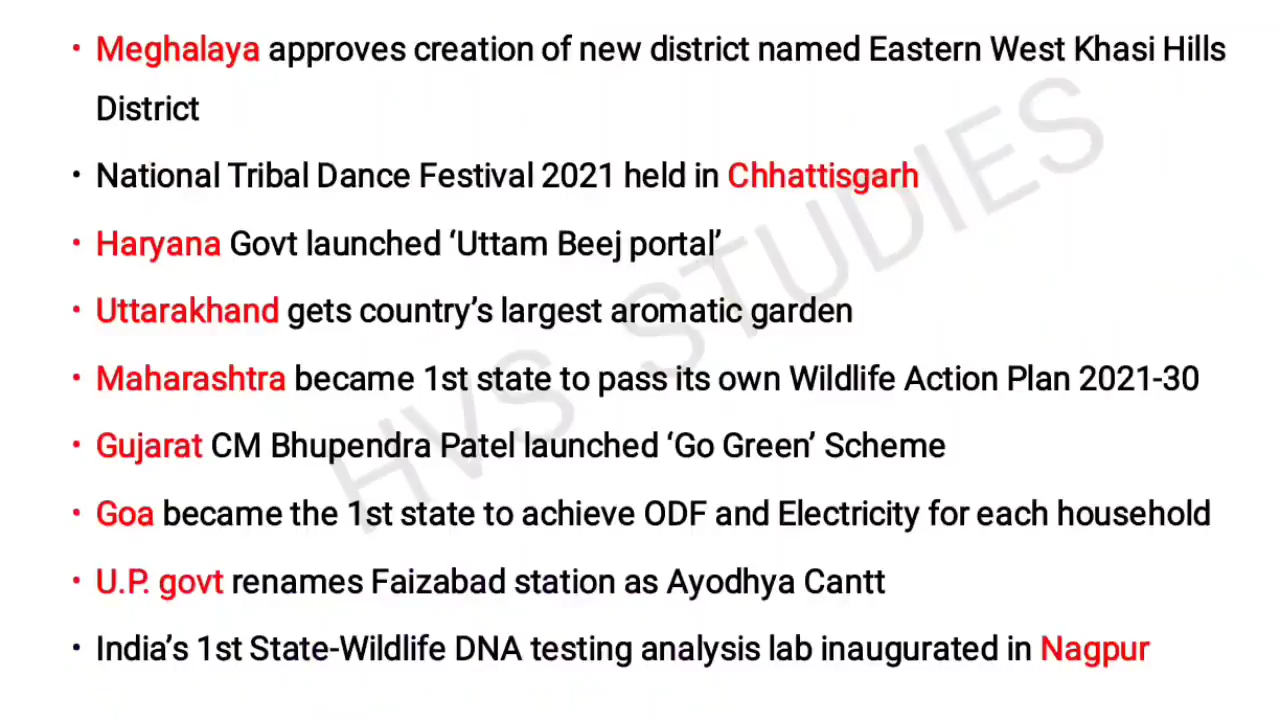 • Meghalaya approves creation of new district named Eastern West Khasi Hills
District
• National Tribal Dance Festival 2021 held in Chhattisgarh
• Haryana Govt launched ‘Uttam Beej portal’
• Uttarakhand gets country’s largest aromatic garden
• Maharashtra became 1st state to pass its own Wildlife Action Plan 2021-30
• Gujarat CM Bhupendra Patel launched ‘Go Green’ Scheme
• Goa became the 1st state to achieve ODF and Electricity for each household
• U.P. govt renames Faizabad station as Ayodhya Cantt
• India’s 1st State-Wildlife DNA testing analysis lab inaugurated in Nagpur
HVS STUDIES